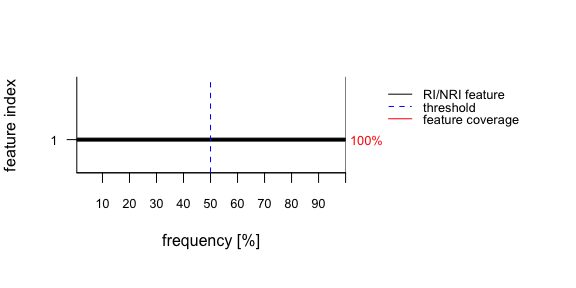 feature index
1
100%
10 20 30 40 50 60 70 80 90
frequency [%]
RI/NRI feature
threshold
feature coverage